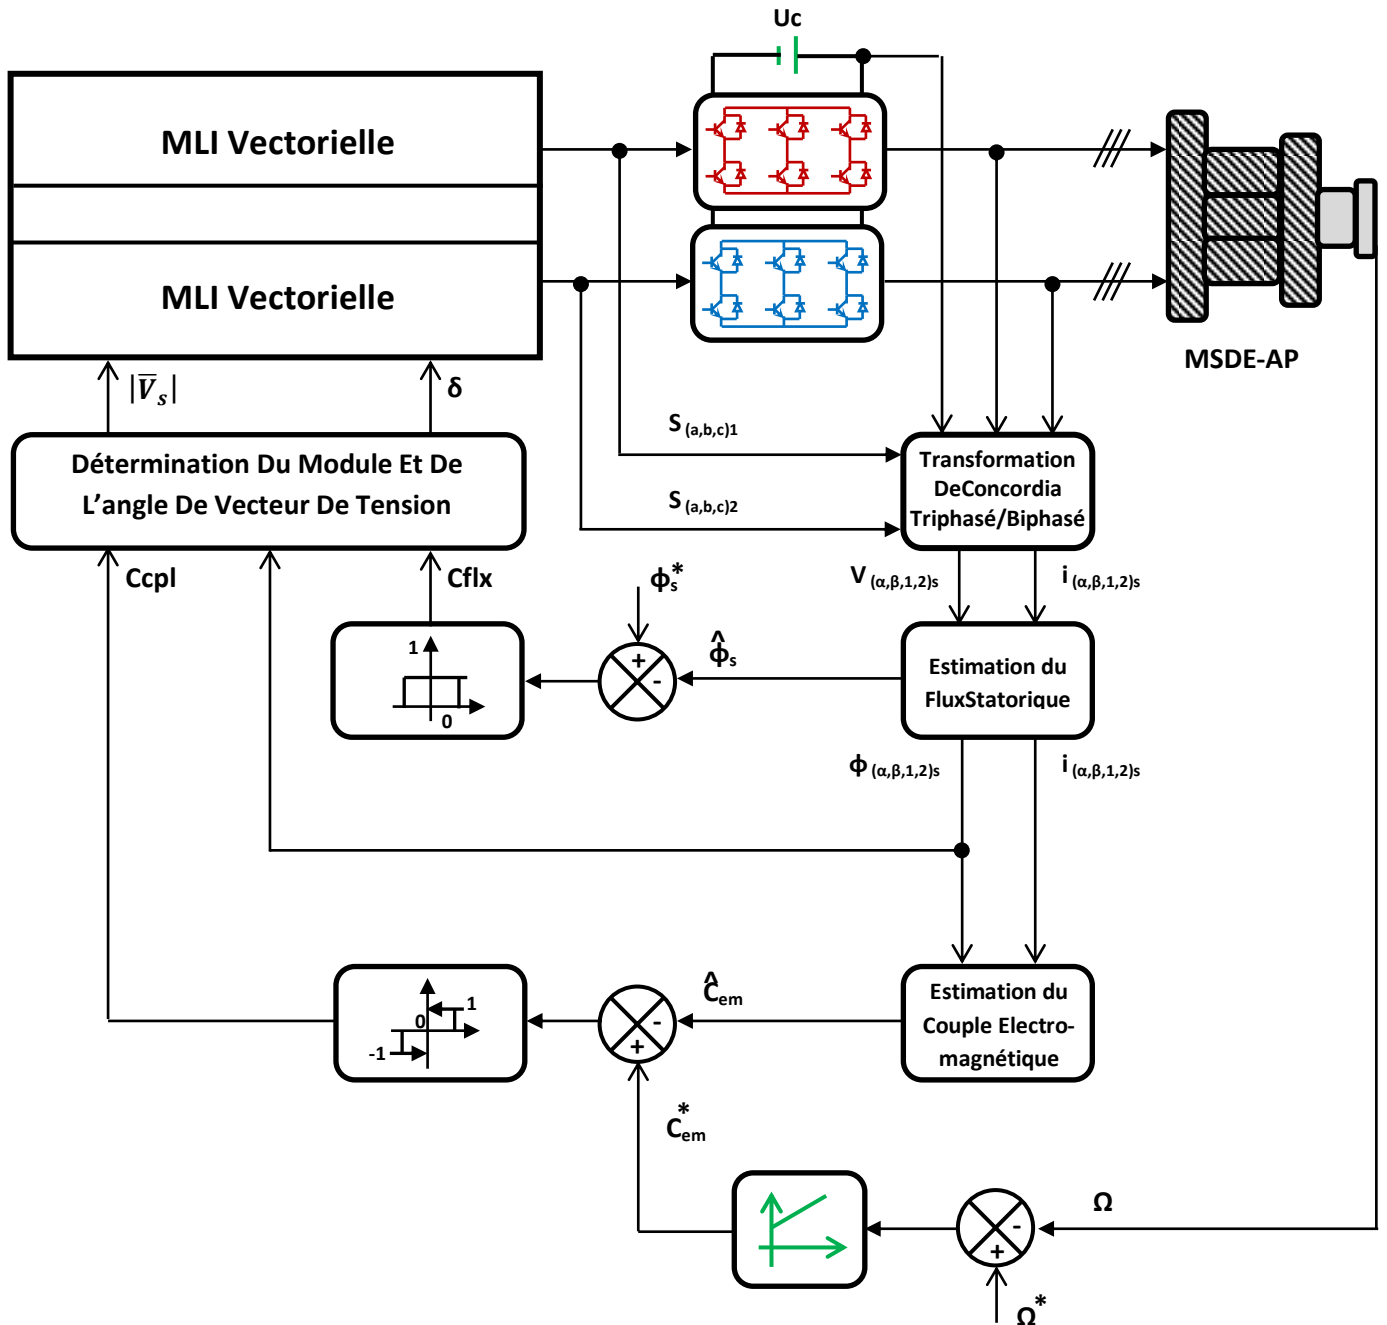 Uc
MLI Vectorielle
MLI Vectorielle
MSDE-AP
|V̅s|
δ
S (a,b,c)1
S (a,b,c)2
Détermination Du Module Et De
L’angle De Vecteur De Tension
Transformation
DeConcordia
Triphasé/Biphasé
Ccpl
Cflx
ϕs*
V (α,β,1,2)s
i (α,β,1,2)s
1
0
+
-
ϕ̂s
Estimation du
FluxStatorique
ϕ (α,β,1,2)s
i (α,β,1,2)s
0
1
-1
-
+
Ĉem
Estimation du
Couple Electro-
magnétique
C*em
-
+
Ω
Ω*